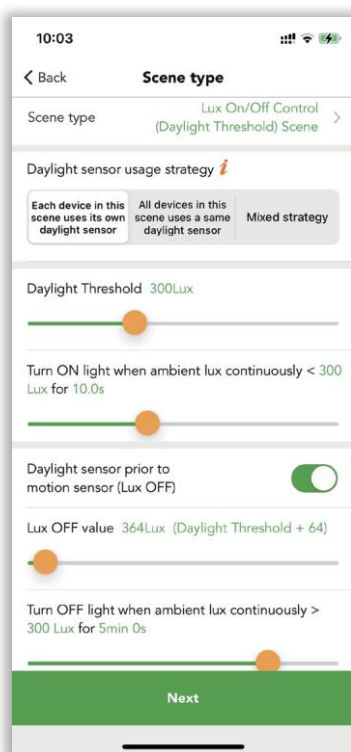 10:03
Back
Scene type
Scene type
Lux On/Off Control
(Daylight Threshold) Scene
Daylight sensor usage strategy i
Each device in this
scene uses its own
daylight sensor
All devices in this
scene uses a same
daylight sensor
Mixed strategy
Daylight Threshold 300Lux
Turn ON light when ambient lux continuously < 300
Lux for 10.0s
Daylight sensor prior to
motion sensor (Lux OFF)
Lux OFF value 364Lux (Daylight Threshold + 64)
Turn OFF light when ambient lux continuously >
300 Lux for 5min 0s
Next